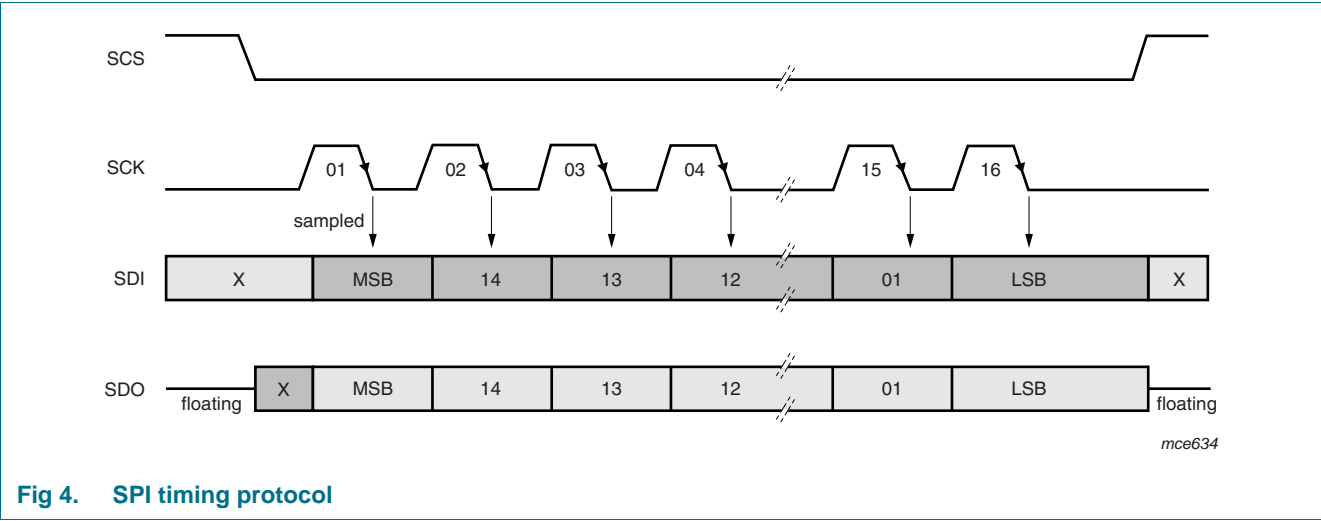 SCS
SCK 01 02 03 04 15 16
sampled
SDI X MSB 14 13 12 01 LSB X
SDO X MSB 14 13 12 01 LSB
floating floating
mce634
Fig 4. SPI timing protocol